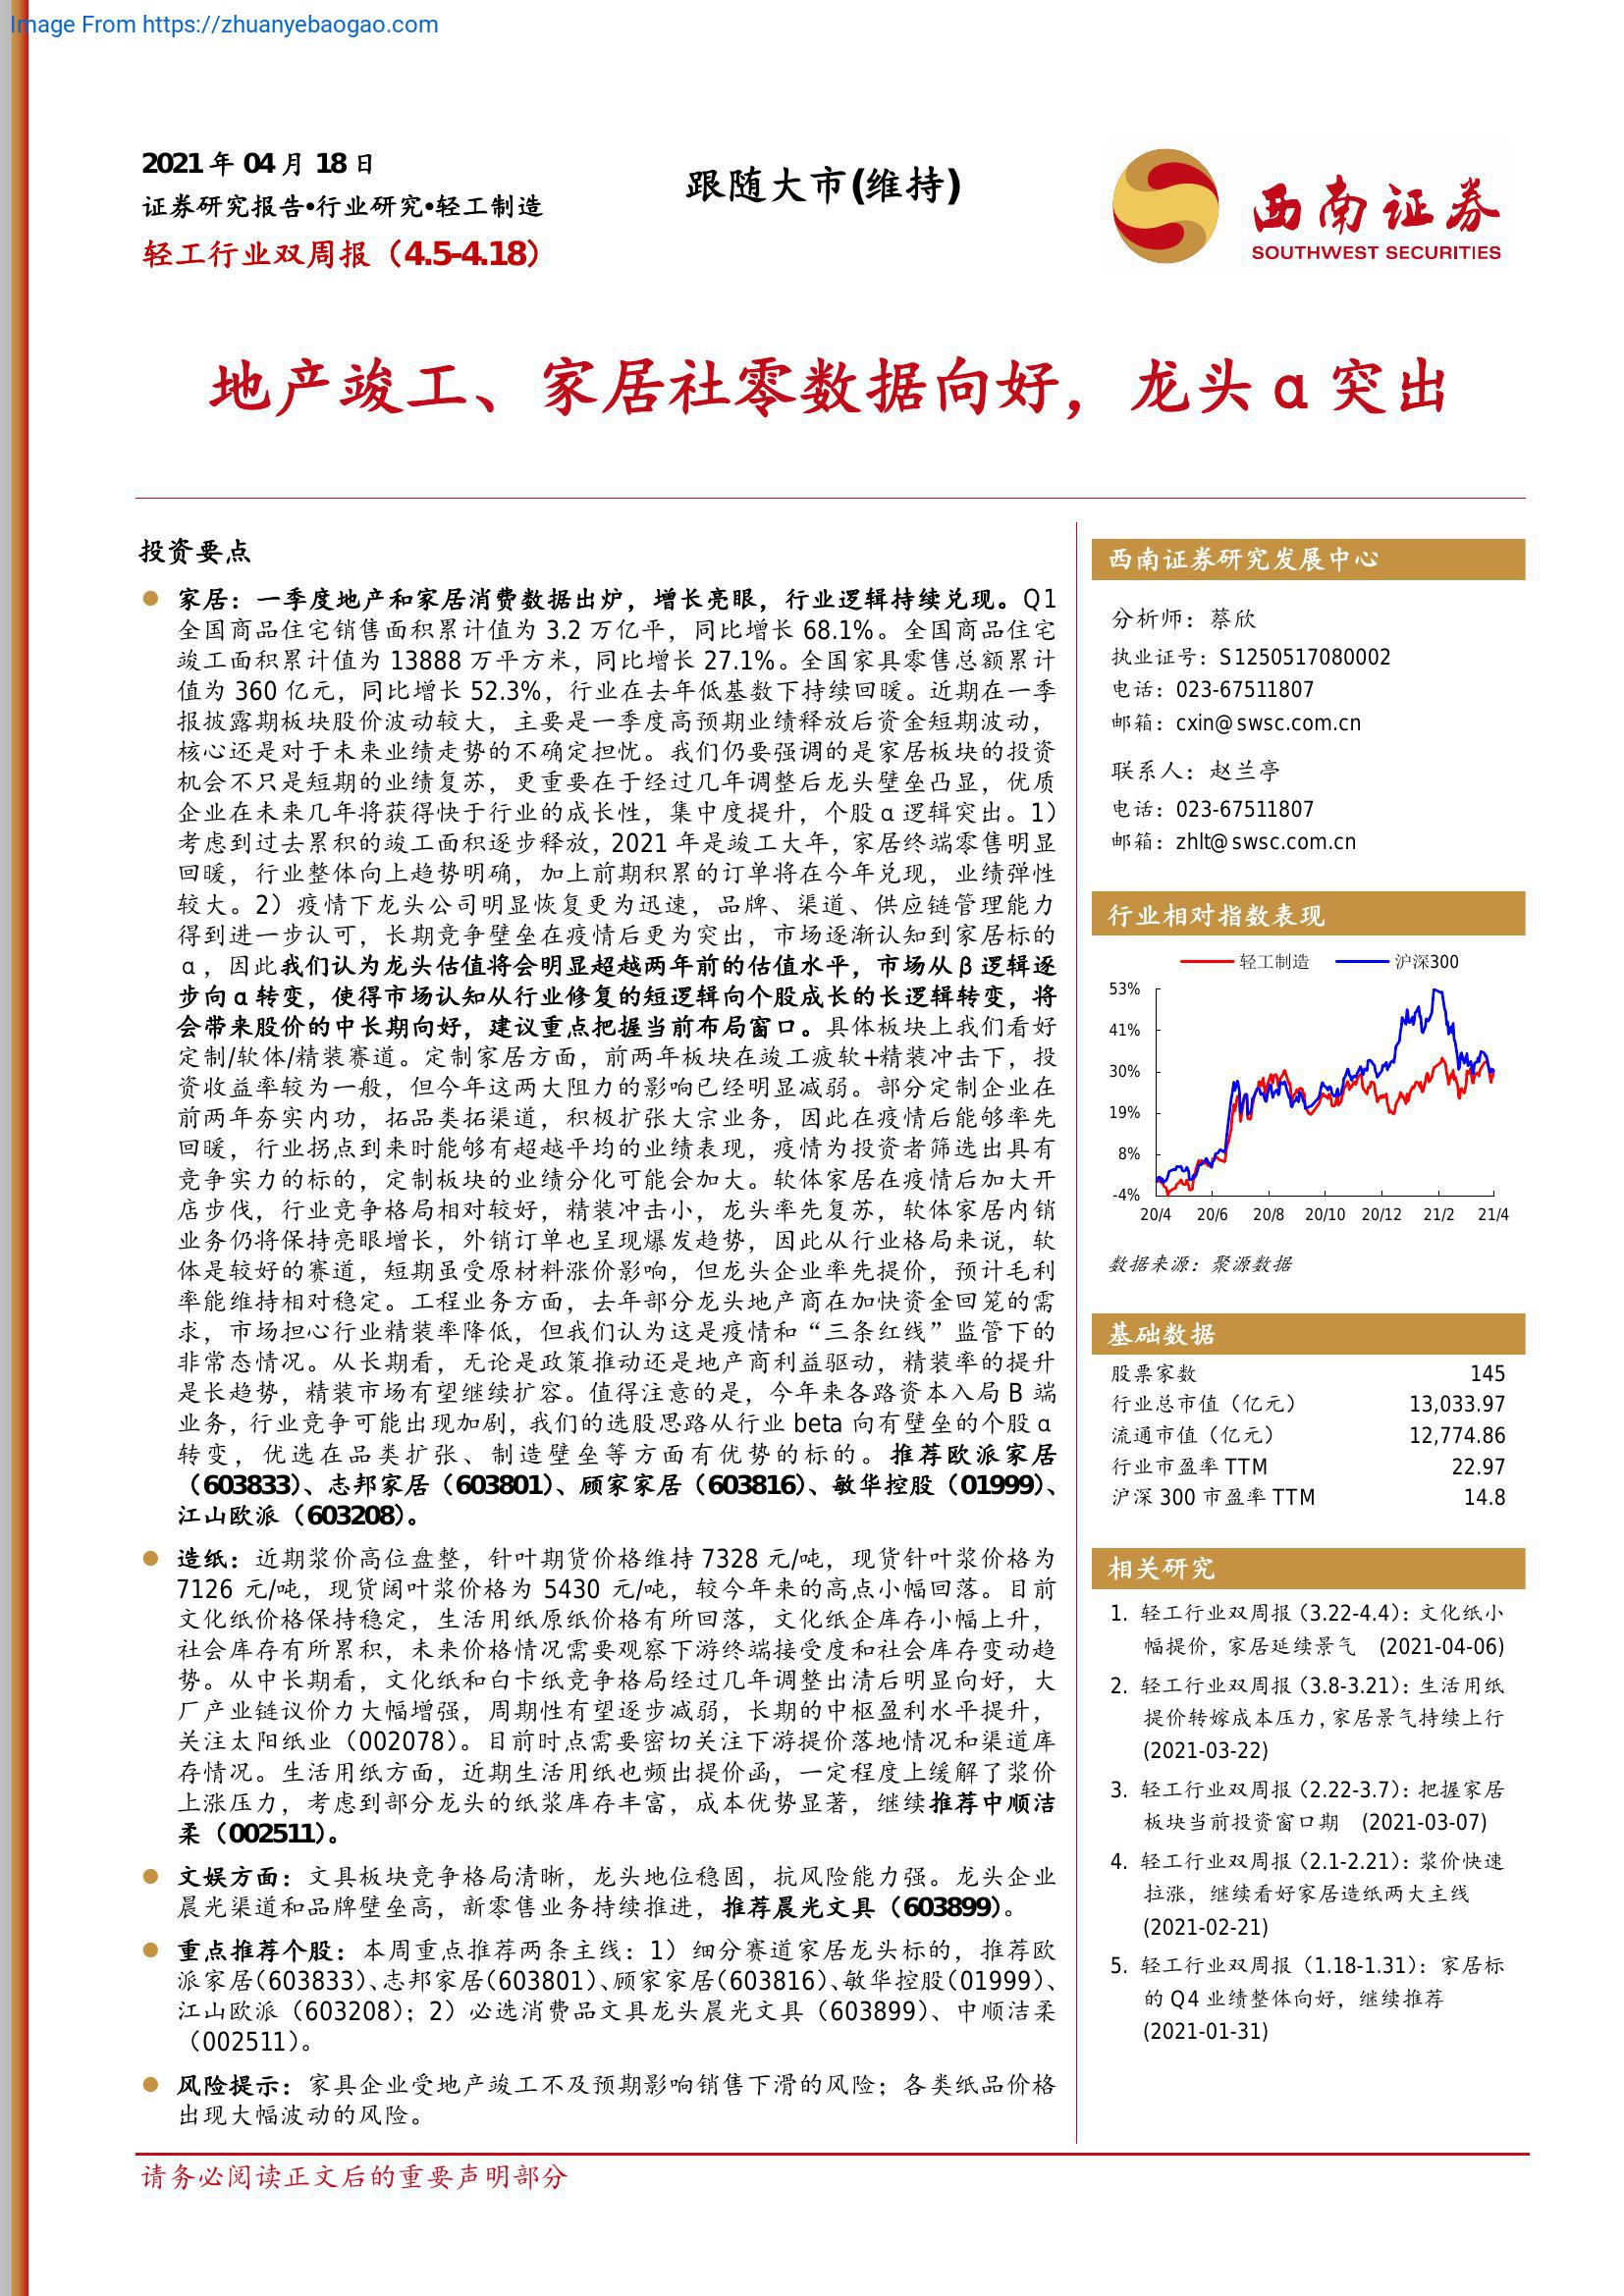 Image From https://zhuanyebaogao.com
2021 年 04 月 18 日
证券研究报告•行业研究•轻工制造
轻工行业双周报（4.5-4.18）
跟随大市(维持)
西南证券
SOUTHWEST SECURITIES
地产竣工、家居社零数据向好，龙头 α 突出
投资要点
家居：一季度地产和家居消费数据出炉，增长亮眼，行业逻辑持续兑现。Q1
全国商品住宅销售面积累计值为 3.2 万亿平，同比增长 68.1%。全国商品住宅
竣工面积累计值为 13888 万平方米，同比增长 27.1%。全国家具零售总额累计
值为 360 亿元，同比增长 52.3%，行业在去年低基数下持续回暖。近期在一季
报披露期板块股价波动较大，主要是一季度高预期业绩释放后资金短期波动，
核心还是对于未来业绩走势的不确定担忧。我们仍要强调的是家居板块的投资
机会不只是短期的业绩复苏，更重要在于经过几年调整后龙头壁垒凸显，优质
企业在未来几年将获得快于行业的成长性，集中度提升，个股 α 逻辑突出。1）
考虑到过去累积的竣工面积逐步释放，2021 年是竣工大年，家居终端零售明显
回暖，行业整体向上趋势明确，加上前期积累的订单将在今年兑现，业绩弹性
较大。2）疫情下龙头公司明显恢复更为迅速，品牌、渠道、供应链管理能力
得到进一步认可，长期竞争壁垒在疫情后更为突出，市场逐渐认知到家居标的
α，因此我们认为龙头估值将会明显超越两年前的估值水平，市场从 β 逻辑逐
步向 α 转变，使得市场认知从行业修复的短逻辑向个股成长的长逻辑转变，将
会带来股价的中长期向好，建议重点把握当前布局窗口。具体板块上我们看好
定制/软体/精装赛道。定制家居方面，前两年板块在竣工疲软+精装冲击下，投
资收益率较为一般，但今年这两大阻力的影响已经明显减弱。部分定制企业在
前两年夯实内功，拓品类拓渠道，积极扩张大宗业务，因此在疫情后能够率先
回暖，行业拐点到来时能够有超越平均的业绩表现，疫情为投资者筛选出具有
竞争实力的标的，定制板块的业绩分化可能会加大。软体家居在疫情后加大开
店步伐，行业竞争格局相对较好，精装冲击小，龙头率先复苏，软体家居内销
业务仍将保持亮眼增长，外销订单也呈现爆发趋势，因此从行业格局来说，软
体是较好的赛道，短期虽受原材料涨价影响，但龙头企业率先提价，预计毛利
率能维持相对稳定。工程业务方面，去年部分龙头地产商在加快资金回笼的需
求，市场担心行业精装率降低，但我们认为这是疫情和“三条红线”监管下的
非常态情况。从长期看，无论是政策推动还是地产商利益驱动，精装率的提升
是长趋势，精装市场有望继续扩容。值得注意的是，今年来各路资本入局 B 端
业务，行业竞争可能出现加剧，我们的选股思路从行业 beta 向有壁垒的个股 α
转变，优选在品类扩张、制造壁垒等方面有优势的标的。推荐欧派家居
（603833）、志邦家居（603801）、顾家家居（603816）、敏华控股（01999）、
江山欧派（603208）。
造纸：近期浆价高位盘整，针叶期货价格维持 7328 元/吨，现货针叶浆价格为
7126 元/吨，现货阔叶浆价格为 5430 元/吨，较今年来的高点小幅回落。目前
文化纸价格保持稳定，生活用纸原纸价格有所回落，文化纸企库存小幅上升，
社会库存有所累积，未来价格情况需要观察下游终端接受度和社会库存变动趋
势。从中长期看，文化纸和白卡纸竞争格局经过几年调整出清后明显向好，大
厂产业链议价力大幅增强，周期性有望逐步减弱，长期的中枢盈利水平提升，
关注太阳纸业（002078）。目前时点需要密切关注下游提价落地情况和渠道库
存情况。生活用纸方面，近期生活用纸也频出提价函，一定程度上缓解了浆价
上涨压力，考虑到部分龙头的纸浆库存丰富，成本优势显著，继续推荐中顺洁
柔（002511）。
文娱方面：文具板块竞争格局清晰，龙头地位稳固，抗风险能力强。龙头企业
晨光渠道和品牌壁垒高，新零售业务持续推进，推荐晨光文具（603899）。
重点推荐个股：本周重点推荐两条主线：1）细分赛道家居龙头标的，推荐欧
派家居（603833）、志邦家居（603801）、顾家家居（603816）、敏华控股（01999）、
江山欧派（603208）；2）必选消费品文具龙头晨光文具（603899）、中顺洁柔
（002511）。
风险提示：家具企业受地产竣工不及预期影响销售下滑的风险；各类纸品价格
出现大幅波动的风险。
西南证券研究发展中心
分析师：蔡欣
执业证号：S1250517080002
电话：023-67511807
邮箱：cxin@swsc.com.cn
联系人：赵兰亭
电话：023-67511807
邮箱：zhlt@swsc.com.cn
行业相对指数表现
轻工制造 沪深300
53%
41%
30%
19%
8%
-4%
20/4 20/6 20/8 20/10 20/12 21/2 21/4
数据来源：聚源数据
基础数据
股票家数 145
行业总市值（亿元） 13,033.97
流通市值（亿元） 12,774.86
行业市盈率 TTM 22.97
沪深 300 市盈率 TTM 14.8
相关研究
1. 轻工行业双周报（3.22-4.4）：文化纸小
幅提价，家居延续景气 (2021-04-06)
2. 轻工行业双周报（3.8-3.21）：生活用纸
提价转嫁成本压力，家居景气持续上行
(2021-03-22)
3. 轻工行业双周报（2.22-3.7）：把握家居
板块当前投资窗口期 (2021-03-07)
4. 轻工行业双周报（2.1-2.21）：浆价快速
拉涨，继续看好家居造纸两大主线
(2021-02-21)
5. 轻工行业双周报（1.18-1.31）：家居标
的 Q4 业绩整体向好，继续推荐
(2021-01-31)
请务必阅读正文后的重要声明部分